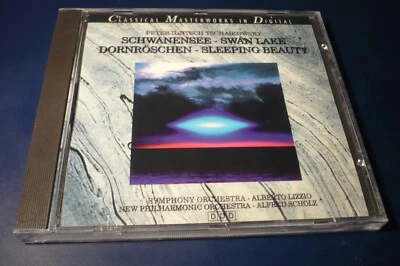 CLASSICAL MASTERWORKS IN DIGITAL
PETER ILJITSCH TSCHAIKOWSKY
SCHWANENSEE - SWAN LAKE
DORNRÖSCHEN - SLEEPING BEAUTY
SYMPHONY ORCHESTRA - ALBERTO LIZZIO
NEW PHILHARMONIC ORCHESTRA - ALFRED SCHOLZ
DDD